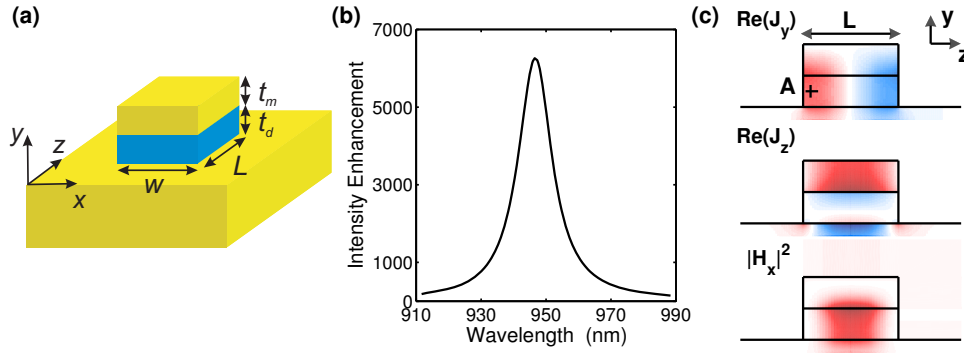 (a)
t_m
t_d
y
z
x
w
L
(b)
Intensity Enhancement
7000
5000
3000
1000
0
910
930
950
970
990
Wavelength (nm)
(c)
Re(J_y)
L
y
z
A
Re(J_z)
|H_x|^2